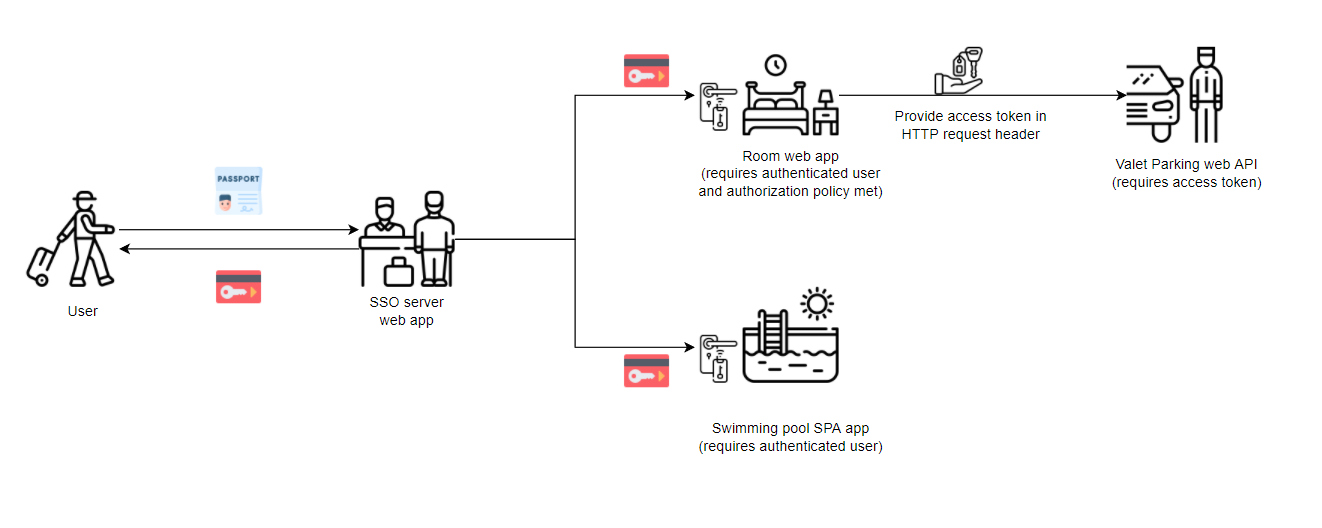 PASSPORT
User
SSO server
web app
Room web app
(requires authenticated user
and authorization policy met)
Provide access token in
HTTP request header
Valet Parking web API
(requires access token)
Swimming pool SPA app
(requires authenticated user)